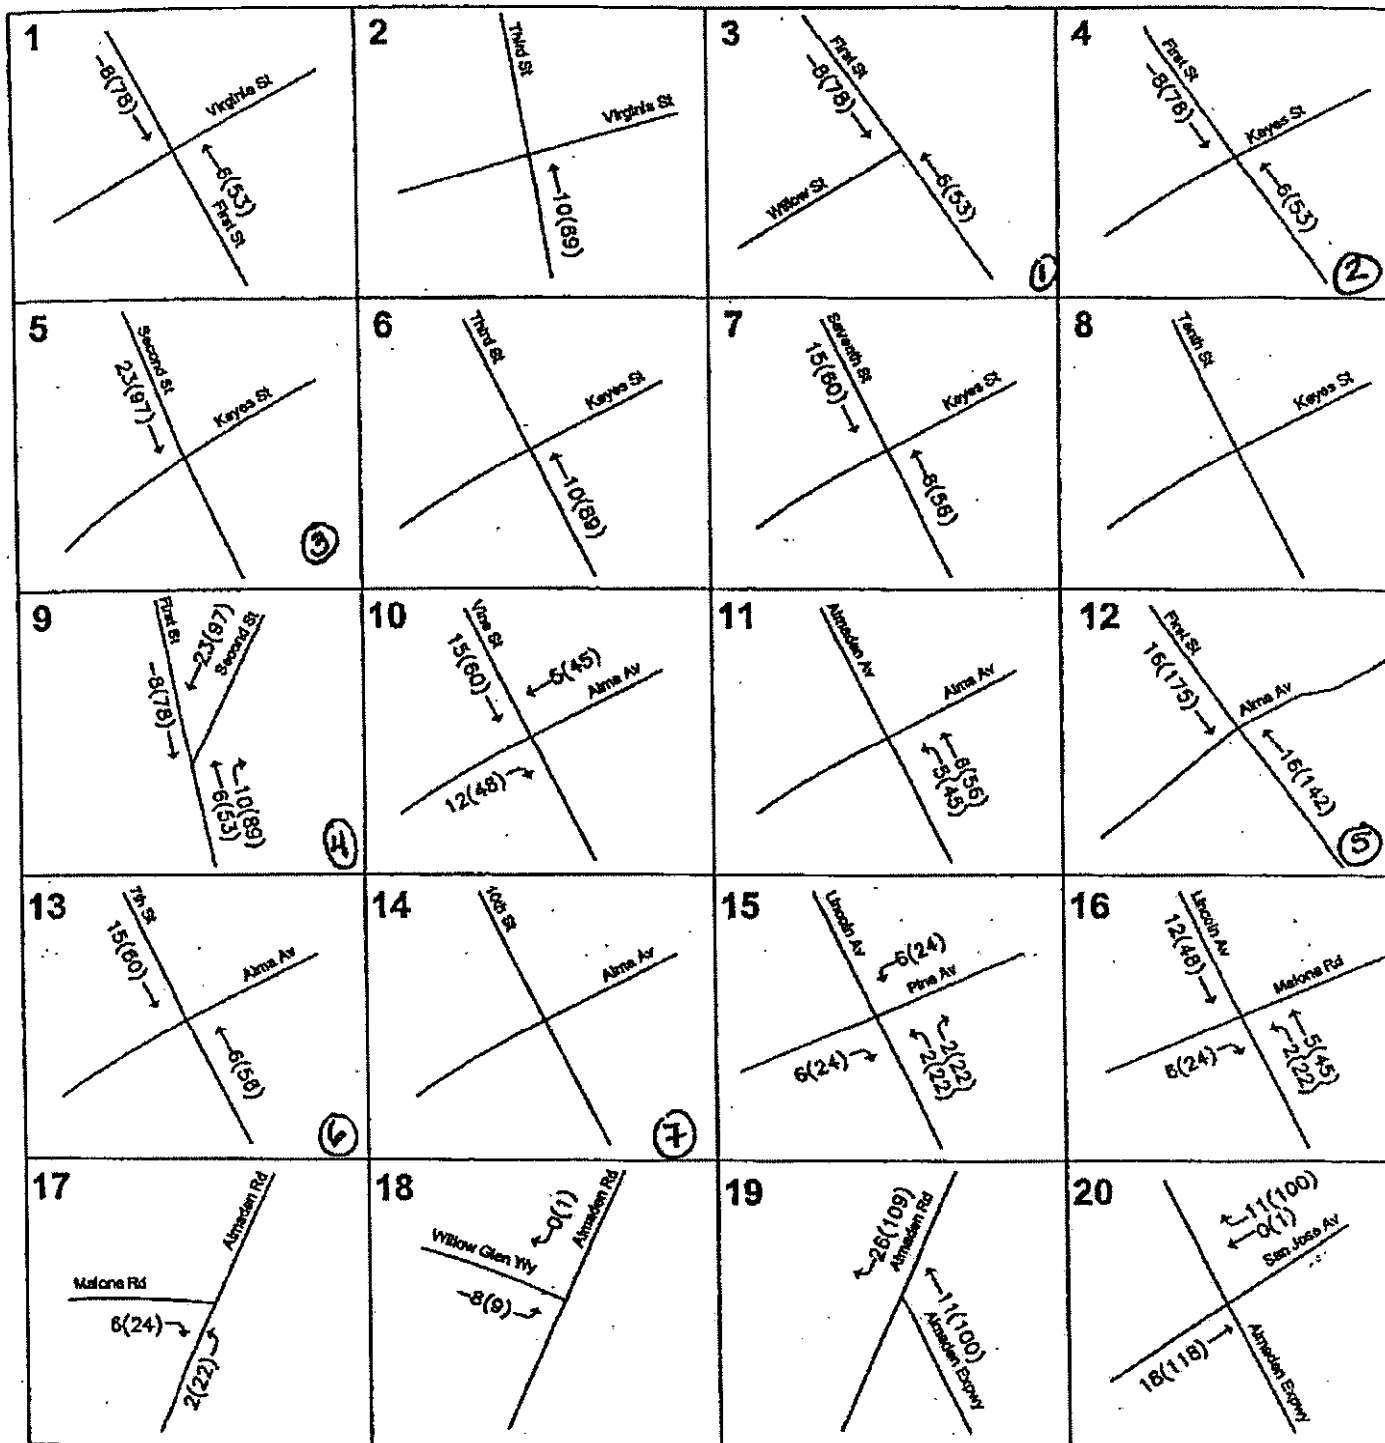 1
-8(78)
Virginia St
6(53)
First St
2
Third St
Virginia St
10(89)
3
First St
-8(78)
Willow St
6(53)
1
4
First St
-8(78)
Keyes St
6(53)
2
5
Second St
23(97)
Keyes St
3
6
Third St
Keyes St
10(89)
7
Seventh St
15(60)
Keyes St
6(56)
8
Tenth St
Keyes St
9
First St
23(97)
Second St
-8(78)
10(89)
6(53)
4
10
Vine St
15(60)
5(45)
Alma Av
12(48)
11
Almaden Av
Alma Av
6(56)
5(45)
12
First St
16(175)
Alma Av
16(142)
5
13
7th St
15(60)
Alma Av
6(56)
6
14
10th St
Alma Av
7
15
Lincoln Av
6(24)
Pine Av
6(24)
2(22)
2(22)
16
Lincoln Av
12(48)
Malone Rd
6(24)
5(45)
2(22)
17
Almaden Rd
Malone Rd
6(24)
2(22)
18
0(1)
Almaden Rd
Willow Glen Wy
-8(9)
19
26(109)
Almaden Rd
11(100)
Almaden Expwy
20
11(100)
0(1)
San Jose Av
18(118)
Almaden Expwy